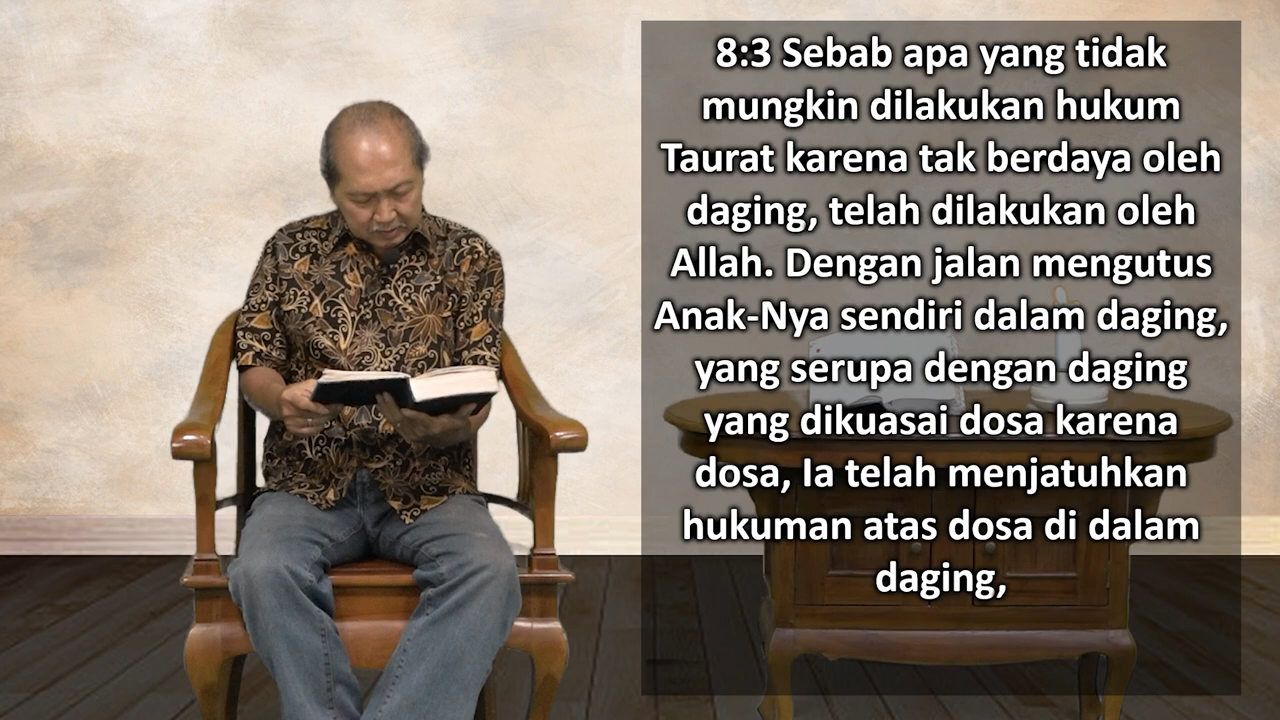 8:3 Sebab apa yang tidak
mungkin dilakukan hukum
Taurat karena tak berdaya oleh
daging, telah dilakukan oleh
Allah. Dengan jalan mengutus
Anak-Nya sendiri dalam daging,
yang serupa dengan daging
yang dikuasai dosa karena
dosa, Ia telah menjatuhkan
hukuman atas dosa di dalam
daging,